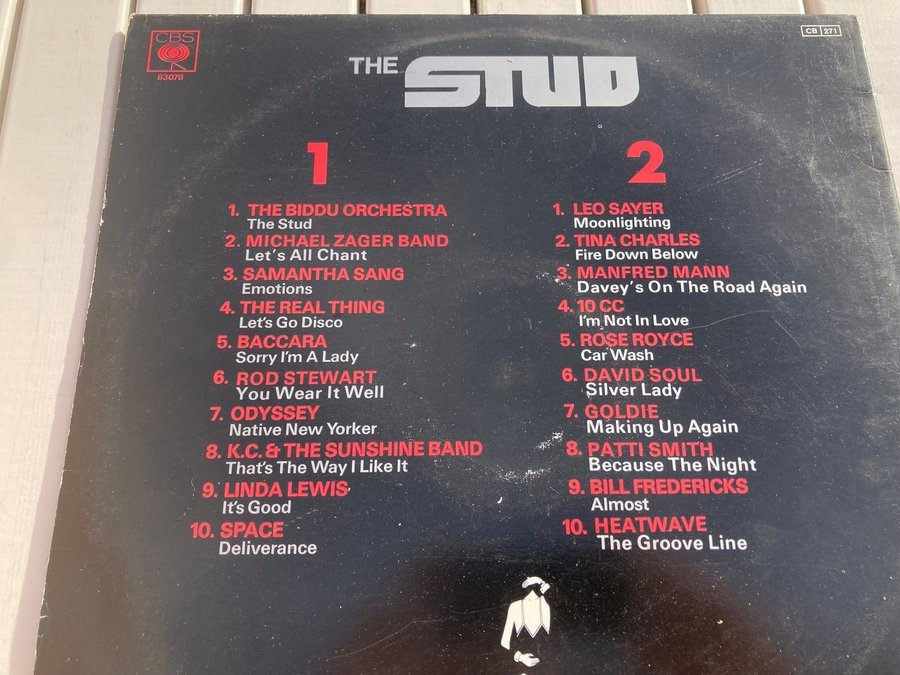 CBS
83078
CB 271
THE STUD
1
1. THE BIDDU ORCHESTRA
The Stud
2. MICHAEL ZAGER BAND
Let's All Chant
3. SAMANTHA SANG
Emotions
4. THE REAL THING
Let's Go Disco
5. BACCARA
Sorry I'm A Lady
6. ROD STEWART
You Wear It Well
7. ODYSSEY
Native New Yorker
8. K.C. & THE SUNSHINE BAND
That's The Way I Like It
9. LINDA LEWIS
It's Good
10. SPACE
Deliverance
2
1. LEO SAYER
Moonlighting
2. TINA CHARLES
Fire Down Below
3. MANFRED MANN
Davey's On The Road Again
4. 10 CC
I'm Not In Love
5. ROSE ROYCE
Car Wash
6. DAVID SOUL
Silver Lady
7. GOLDIE
Making Up Again
8. PATTI SMITH
Because The Night
9. BILL FREDERICKS
Almost
10. HEATWAVE
The Groove Line